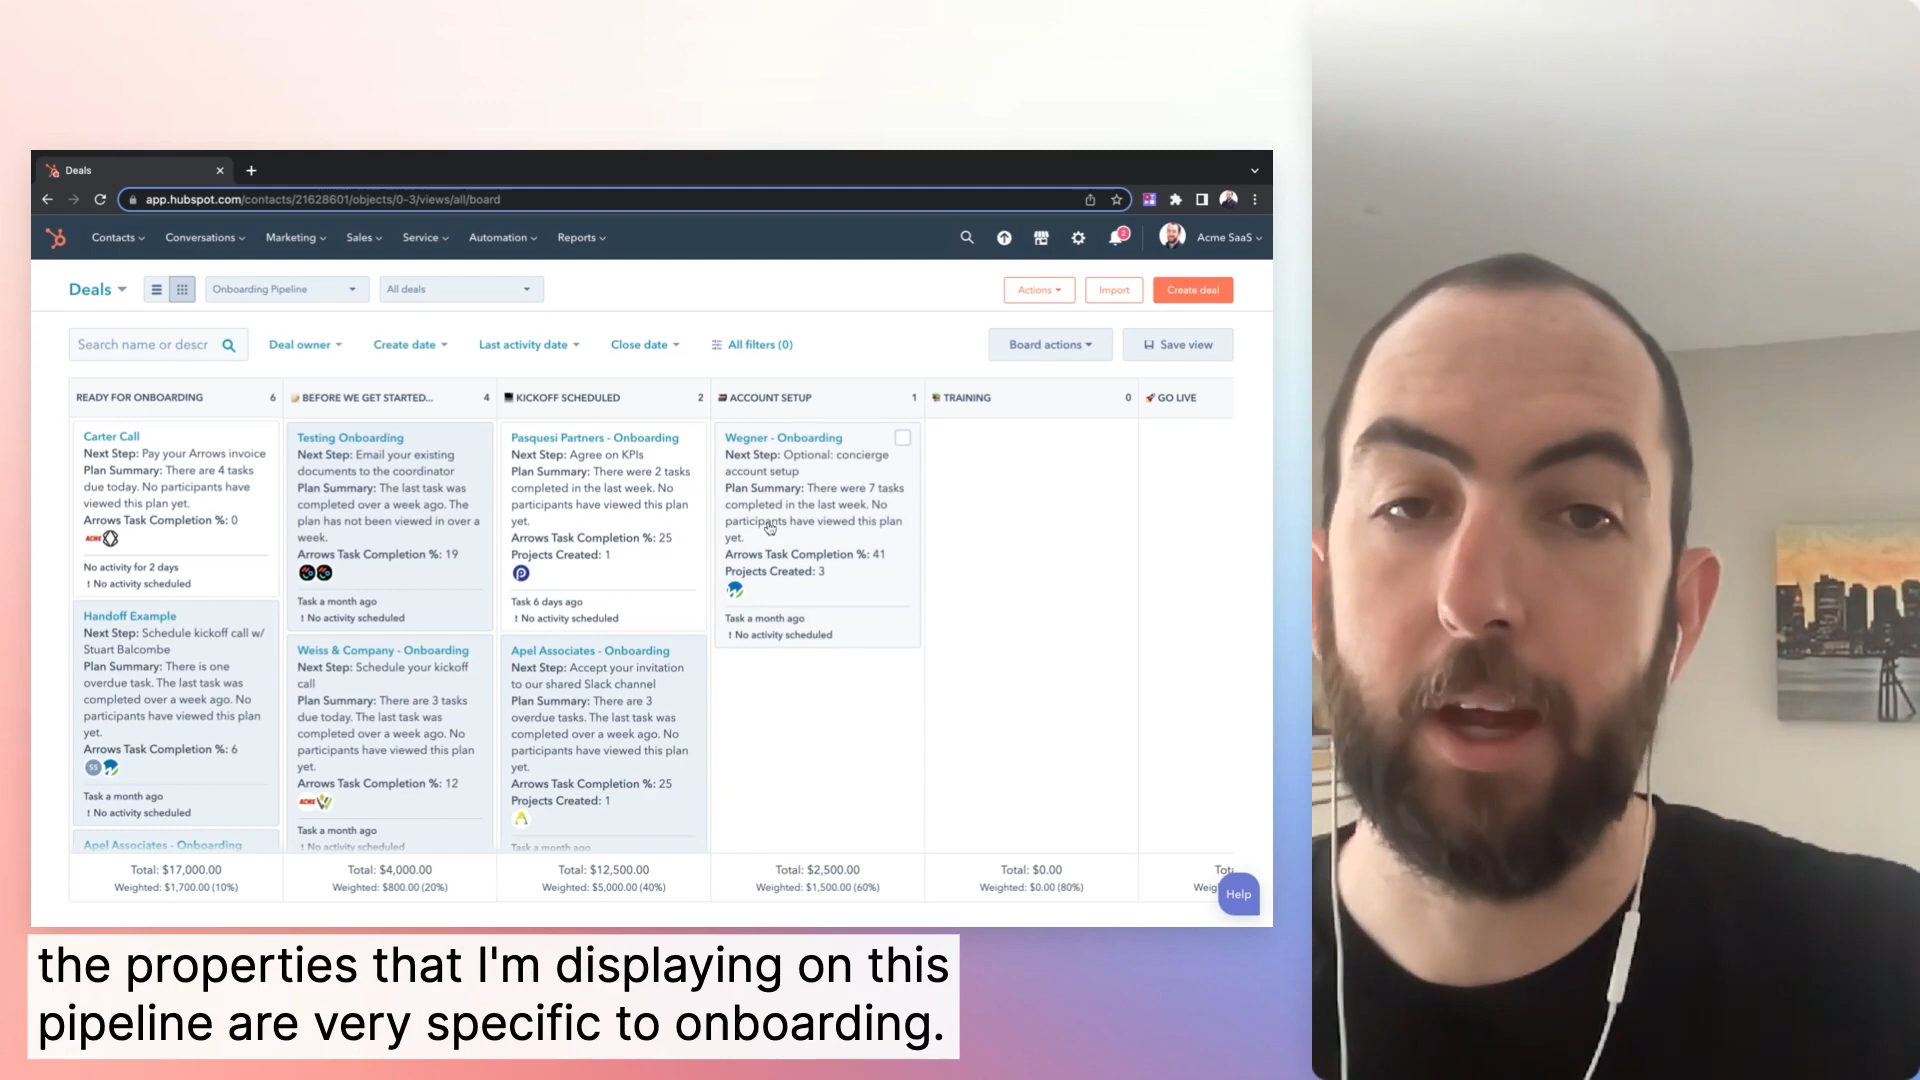 Deals
app.hubspot.com/contacts/21628601/objects/0-3/views/all/board
Contacts
Conversations
Marketing
Sales
Service
Automation
Reports
2
Acme SaaS
Deals
Onboarding Pipeline
All deals
Actions
Import
Create deal
Search name or descr
Deal owner
Create date
Last activity date
Close date
All filters (0)
Board actions
Save view
READY FOR ONBOARDING 6
Carter Call
Next Step: Pay your Arrows invoice
Plan Summary: There are 4 tasks
due today. No participants have
viewed this plan yet.
Arrows Task Completion %: 0
ACME
No activity for 2 days
! No activity scheduled
Handoff Example
Next Step: Schedule kickoff call w/
Stuart Balcombe
Plan Summary: There is one
overdue task. The last task was
completed over a week ago. No
participants have viewed this plan
yet.
Arrows Task Completion %: 6
SS
Task a month ago
! No activity scheduled
Apel Associates - Onboarding
Total: $17,000.00
Weighted: $1,700.00 (10%)
BEFORE WE GET STARTED... 4
Testing Onboarding
Next Step: Email your existing
documents to the coordinator
Plan Summary: The last task was
completed over a week ago. The
plan has not been viewed in over a
week.
Arrows Task Completion %: 19
Task a month ago
! No activity scheduled
Weiss & Company - Onboarding
Next Step: Schedule your kickoff
call
Plan Summary: There are 3 tasks
due today. The last task was
completed over a week ago. No
participants have viewed this plan
yet.
Arrows Task Completion %: 12
ACME
Task a month ago
! No activity scheduled
Total: $4,000.00
Weighted: $800.00 (20%)
KICKOFF SCHEDULED 2
Pasquesi Partners - Onboarding
Next Step: Agree on KPIs
Plan Summary: There were 2 tasks
completed in the last week. No
participants have viewed this plan
yet.
Arrows Task Completion %: 25
Projects Created: 1
Task 6 days ago
! No activity scheduled
Apel Associates - Onboarding
Next Step: Accept your invitation
to our shared Slack channel
Plan Summary: There are 3
overdue tasks. The last task was
completed over a week ago. No
participants have viewed this plan
yet.
Arrows Task Completion %: 25
Projects Created: 1
Task a month ago
Total: $12,500.00
Weighted: $5,000.00 (40%)
ACCOUNT SETUP 1
Wegner - Onboarding
Next Step: Optional: concierge
account setup
Plan Summary: There were 7 tasks
completed in the last week. No
participants have viewed this plan
yet.
Arrows Task Completion %: 41
Projects Created: 3
Task a month ago
! No activity scheduled
Total: $2,500.00
Weighted: $1,500.00 (60%)
TRAINING 0
Total: $0.00
Weighted: $0.00 (80%)
GO LIVE
Tot
Weig
Help
the properties that I'm displaying on this
pipeline are very specific to onboarding.